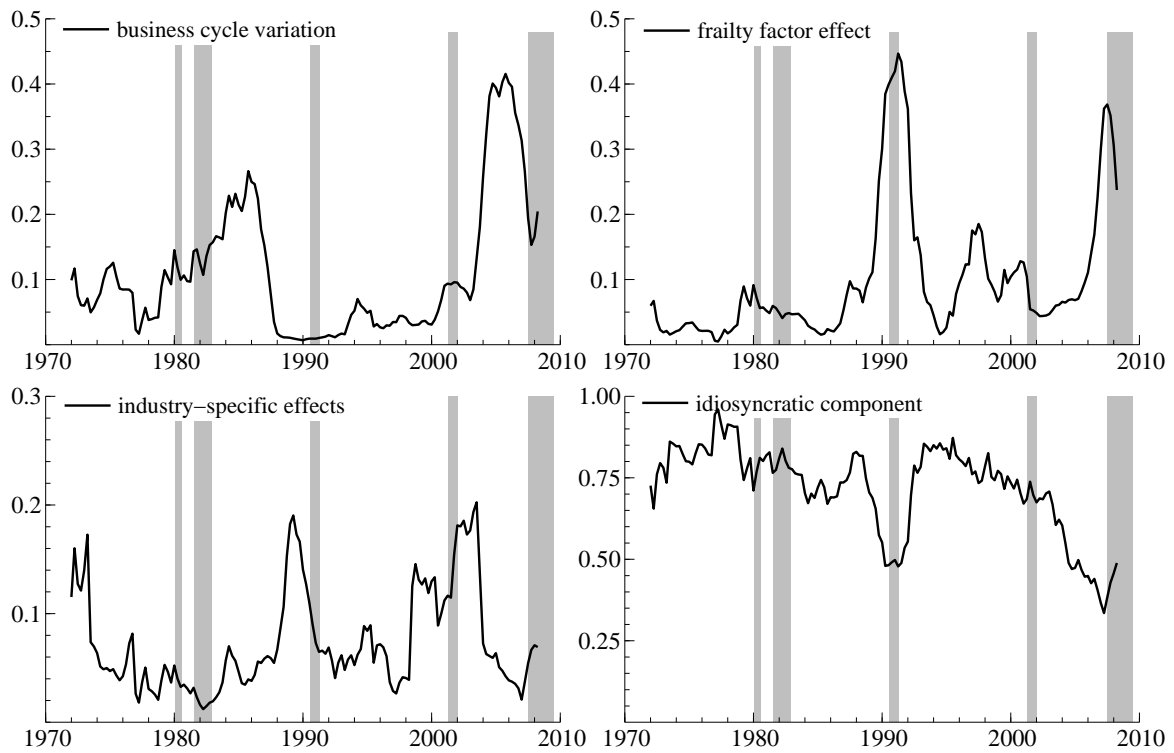 0.5
business cycle variation
0.4
0.3
0.2
0.1
1970 1980 1990 2000 2010
0.5
frailty factor effect
0.4
0.3
0.2
0.1
1970 1980 1990 2000 2010
0.3
industry−specific effects
0.2
0.1
1970 1980 1990 2000 2010
1.00
idiosyncratic component
0.75
0.50
0.25
1970 1980 1990 2000 2010